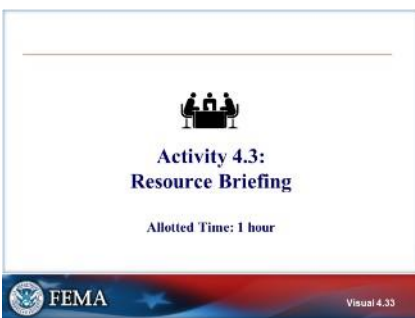 Activity 4.3:
Resource Briefing
Allotted Time: 1 hour
FEMA
Visual 4.33